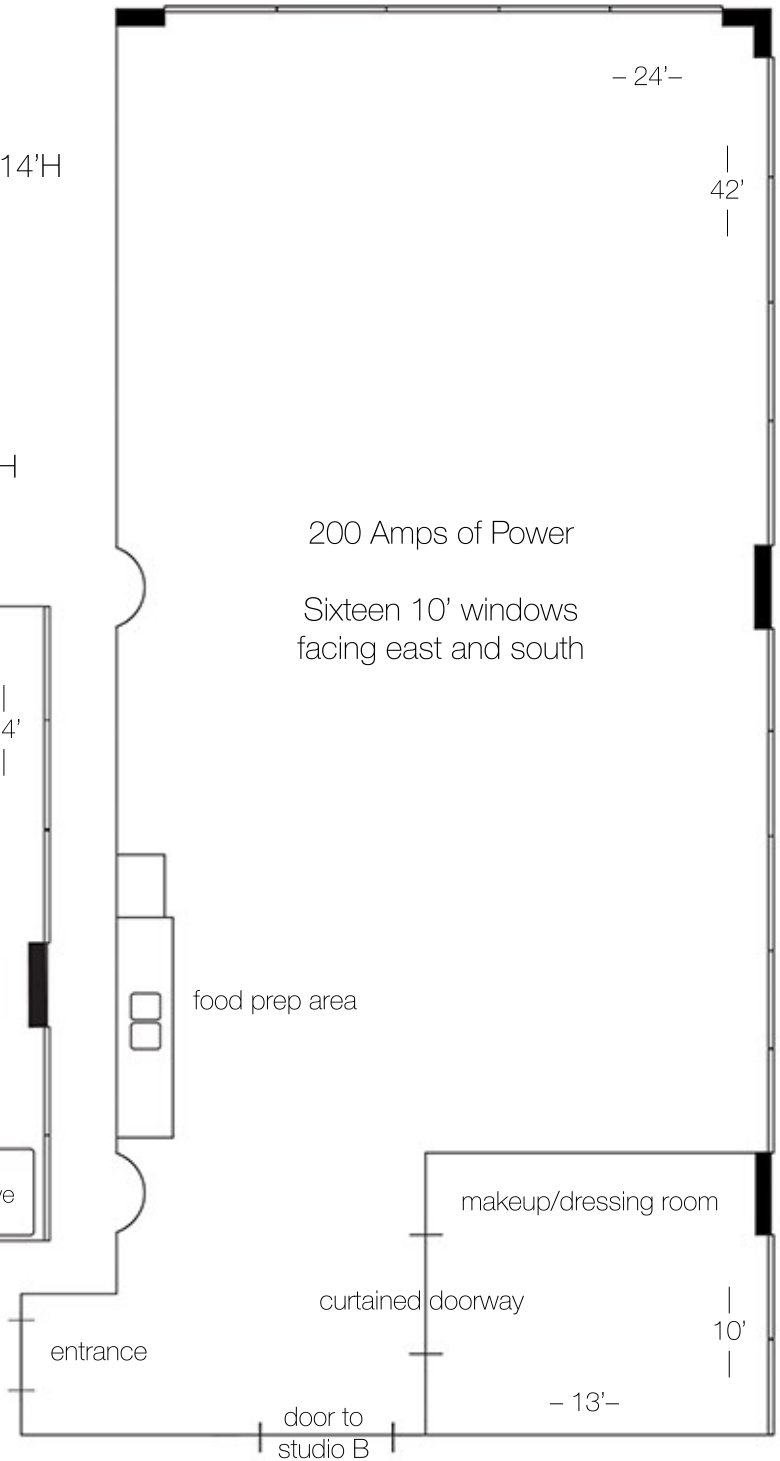 – 24’–
14’H
42’
200 Amps of Power
Sixteen 10’ windows
facing east and south
4’
food prep area
makeup/dressing room
curtained doorway
10’
entrance
– 13’–
door to
studio B